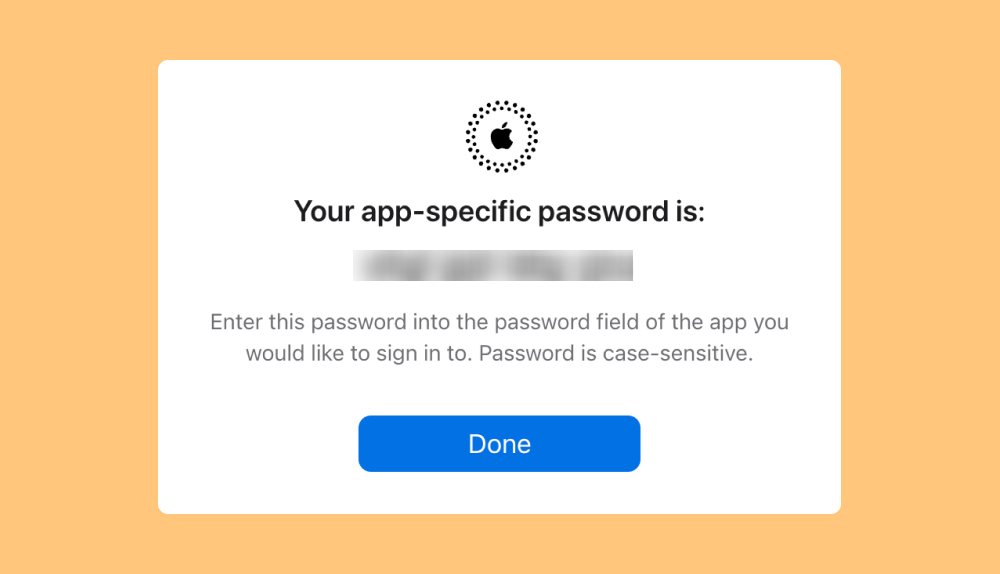 Your app-specific password is:
Enter this password into the password field of the app you
would like to sign in to. Password is case-sensitive.
Done